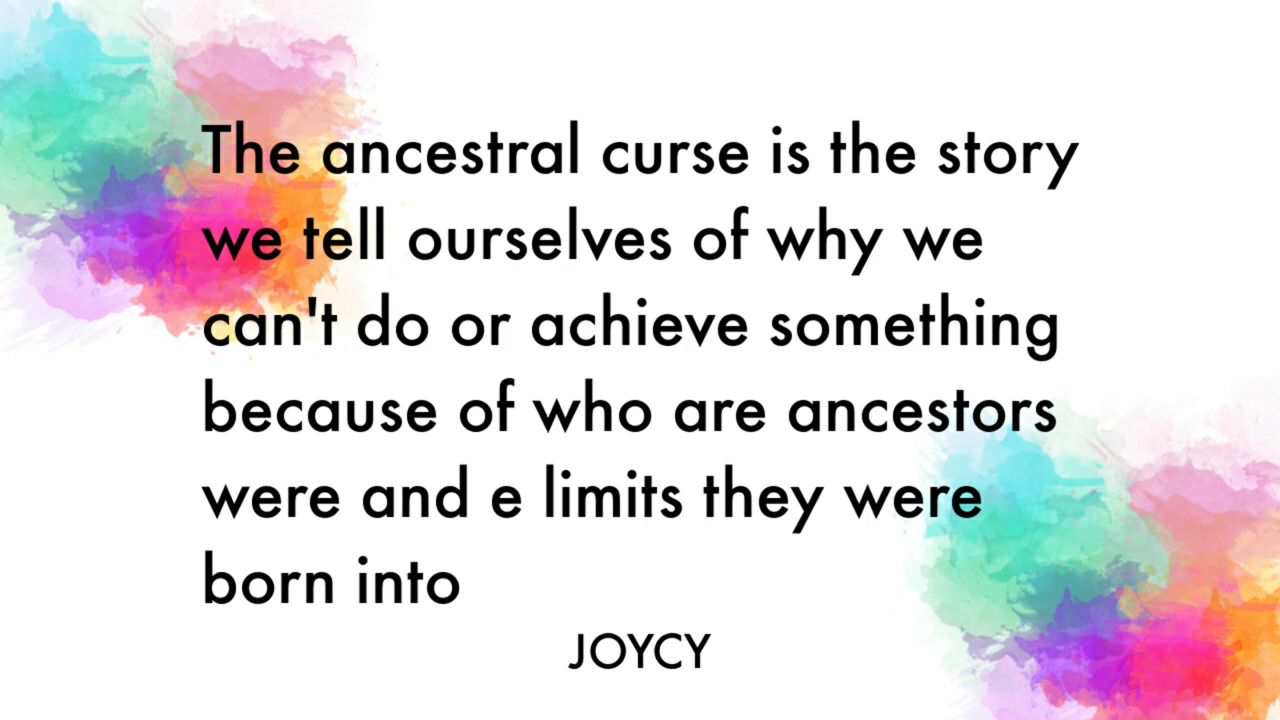 The ancestral curse is the story
we tell ourselves of why we
can't do or achieve something
because of who are ancestors
were and e limits they were
born into
JOYCY